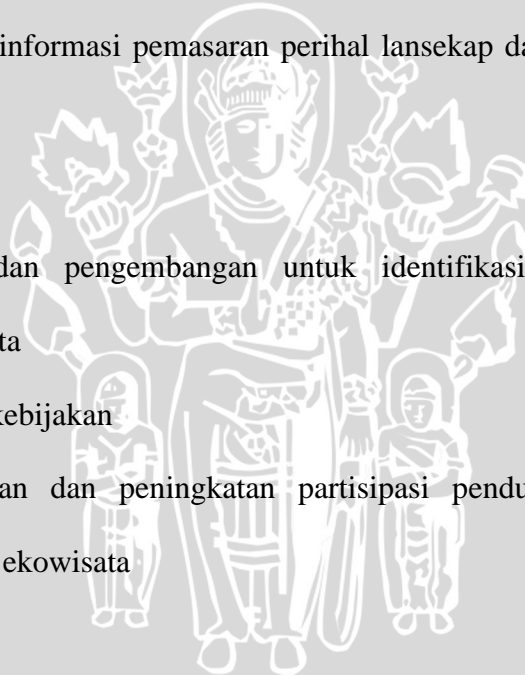 informasi pemasaran perihal lansekap da
dan pengembangan untuk identifikasi
ta
kebijakan
an dan peningkatan partisipasi pendu
ekowisata